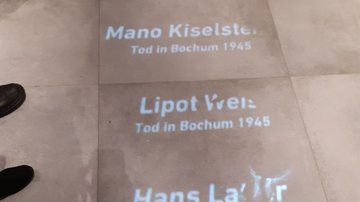 Mano
Tod in Bochum 1945
Lipot
Tod in Bochum 1945
Hans